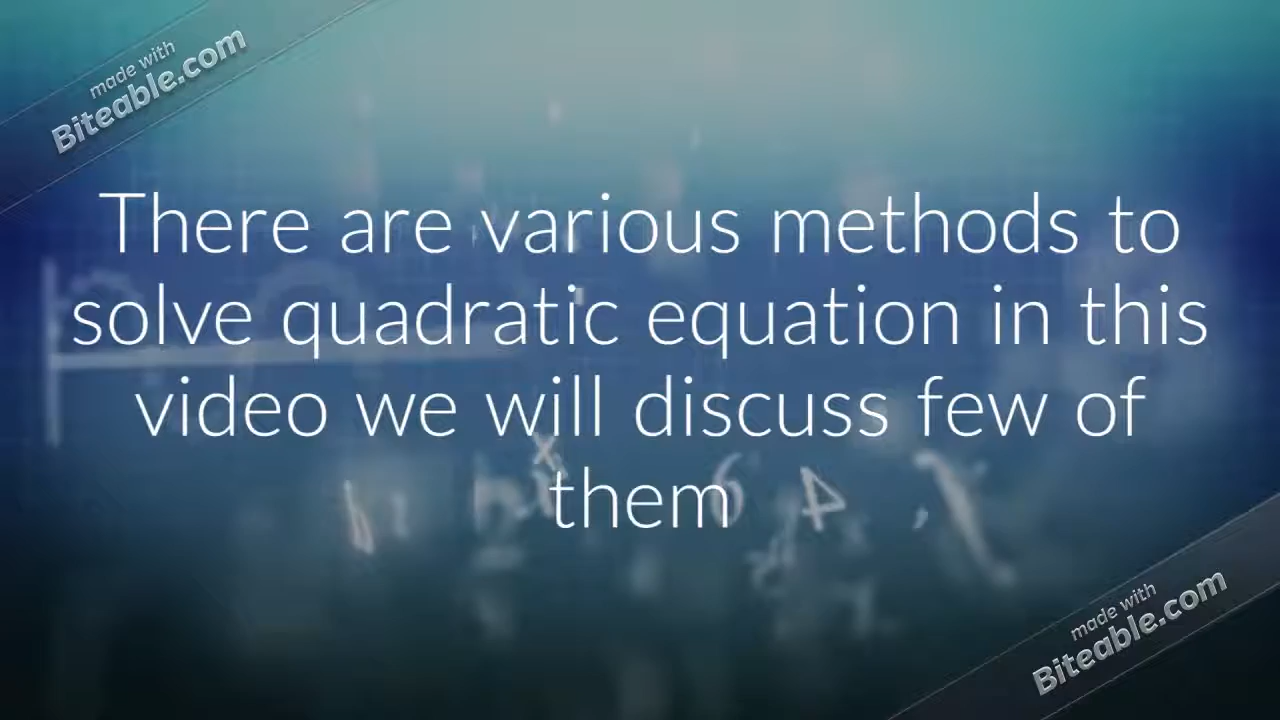 made with
Biteable.com
There are various methods to
solve quadratic equation in this
video we will discuss few of
them
made with
Biteable.com